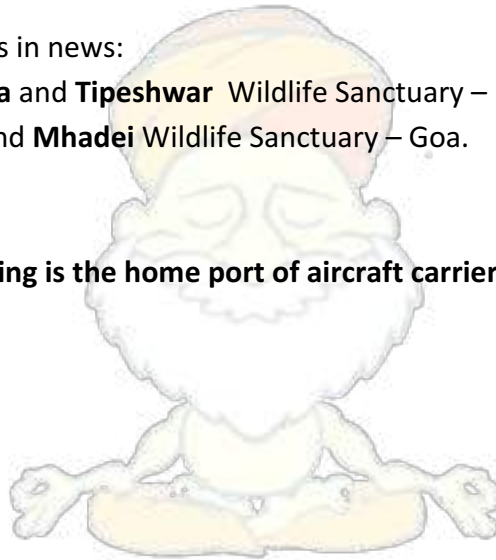 s in news:
a and Tipeshwar Wildlife Sanctuary –
nd Mhadei Wildlife Sanctuary – Goa.
ing is the home port of aircraft carrier